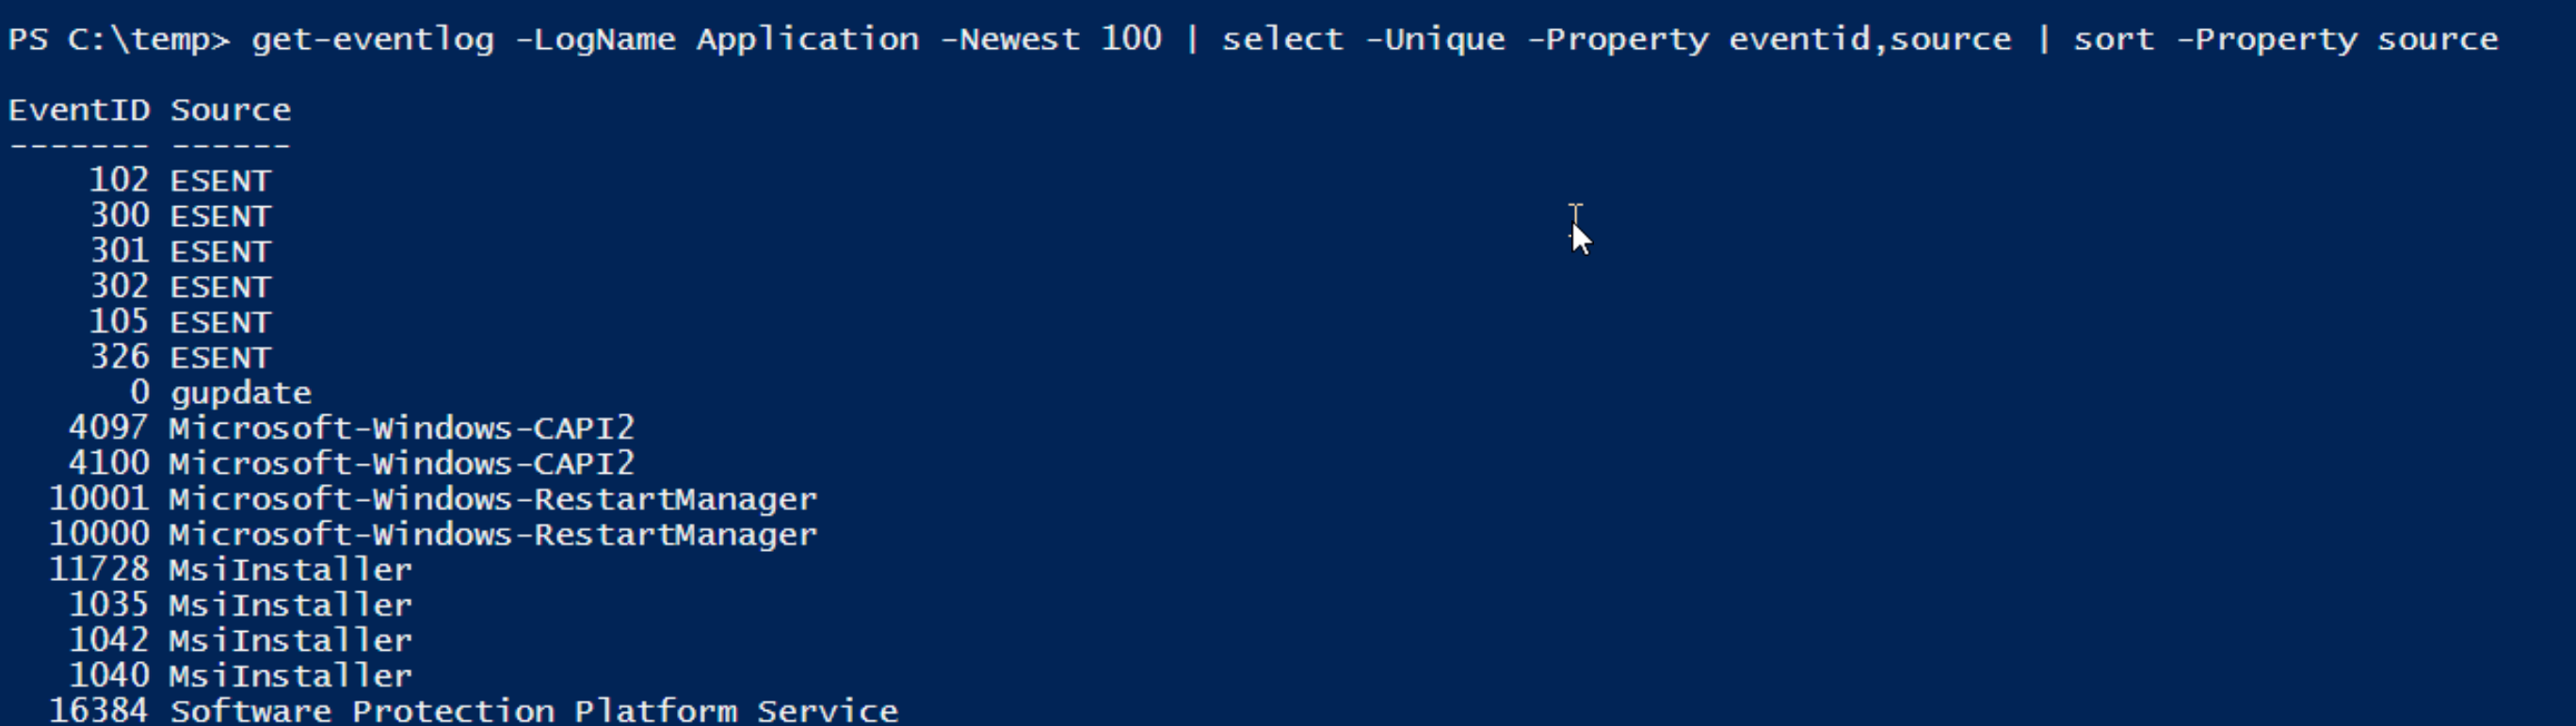 PS C:\temp> get-eventlog -LogName Application -Newest 100 | select -Unique -Property eventid,source | sort -Property source
EventID Source
------- ------
102 ESENT
300 ESENT
301 ESENT
302 ESENT
105 ESENT
326 ESENT
0 gupdate
4097 Microsoft-Windows-CAPI2
4100 Microsoft-Windows-CAPI2
10001 Microsoft-Windows-RestartManager
10000 Microsoft-Windows-RestartManager
11728 MsiInstaller
1035 MsiInstaller
1042 MsiInstaller
1040 MsiInstaller
16384 Software Protection Platform Service